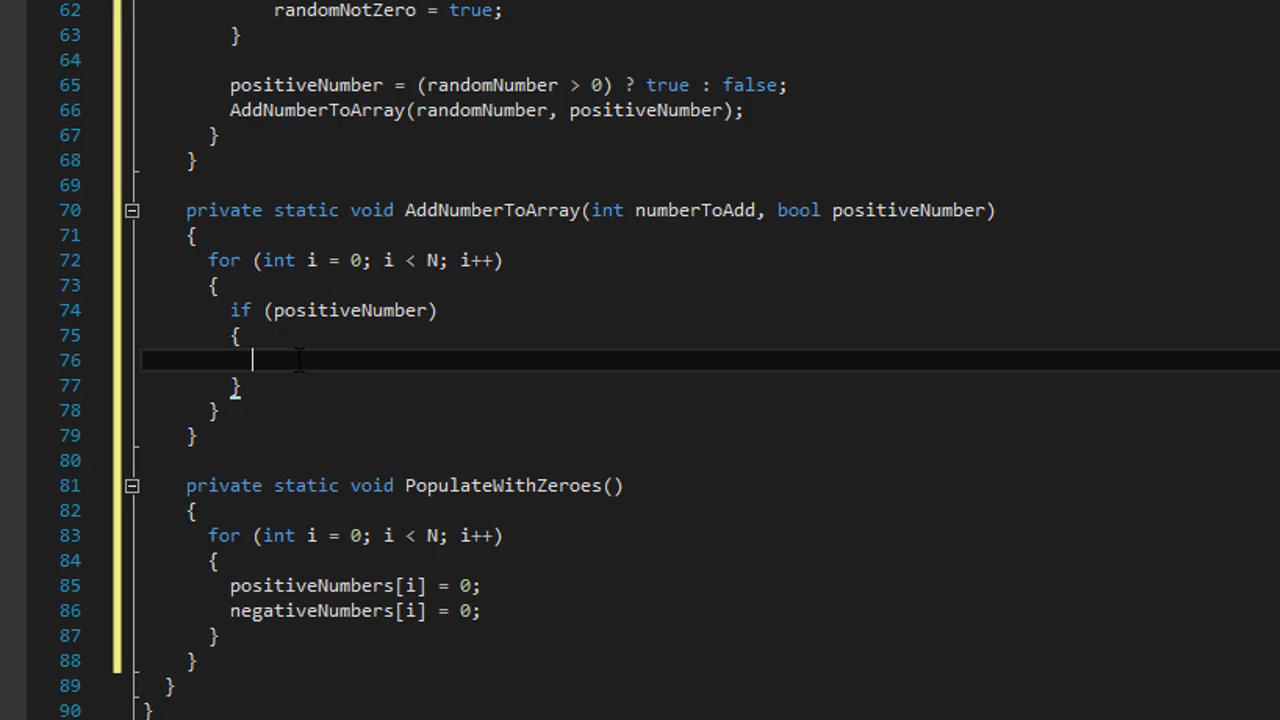 62 randomNotZero = true;
63 }
64
65 positiveNumber = (randomNumber > 0) ? true : false;
66 AddNumberToArray(randomNumber, positiveNumber);
67 }
68 }
69
70 private static void AddNumberToArray(int numberToAdd, bool positiveNumber)
71 {
72 for (int i = 0; i < N; i++)
73 {
74 if (positiveNumber)
75 {
76
77 }
78 }
79 }
80
81 private static void PopulateWithZeroes()
82 {
83 for (int i = 0; i < N; i++)
84 {
85 positiveNumbers[i] = 0;
86 negativeNumbers[i] = 0;
87 }
88 }
89 }
90 }